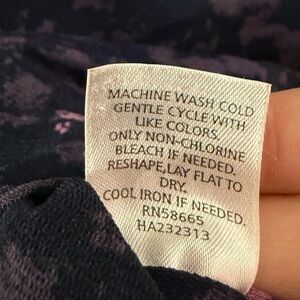 MACHINE WASH COLD
GENTLE CYCLE WITH
LIKE COLORS.
ONLY NON-CHLORINE
BLEACH IF NEEDED.
RESHAPE,LAY FLAT TO
DRY.
COOL IRON IF NEEDED.
RN58665
HA232313